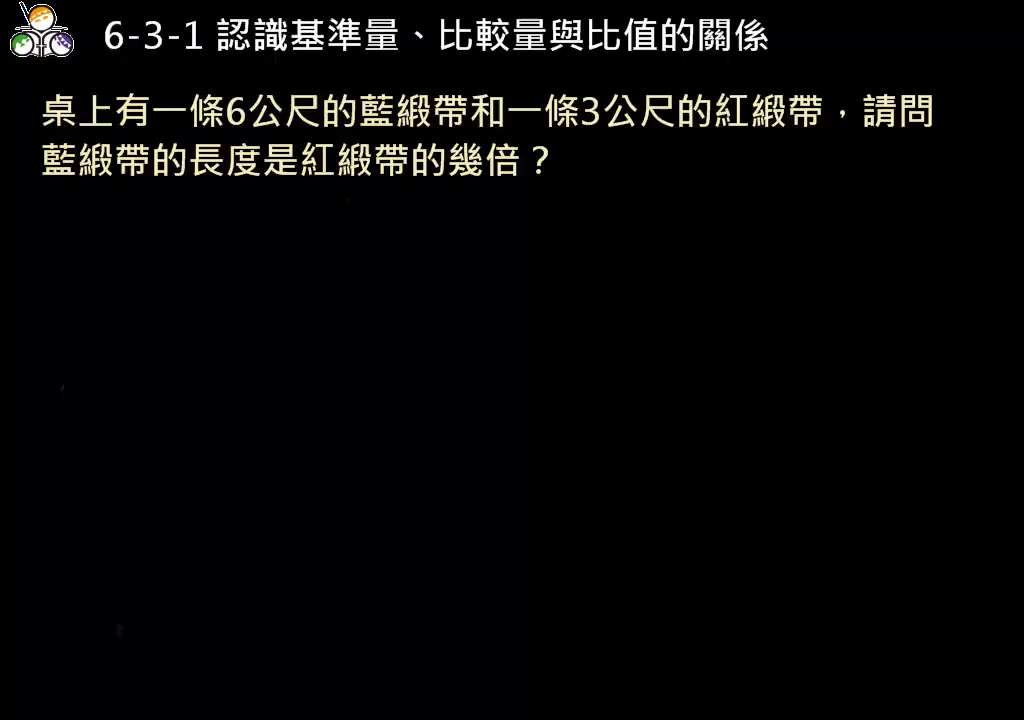 6-3-1 認識基準量、比較量與比值的關係
桌上有一條6公尺的藍緞帶和一條3公尺的紅緞帶，請問
藍緞帶的長度是紅緞帶的幾倍？